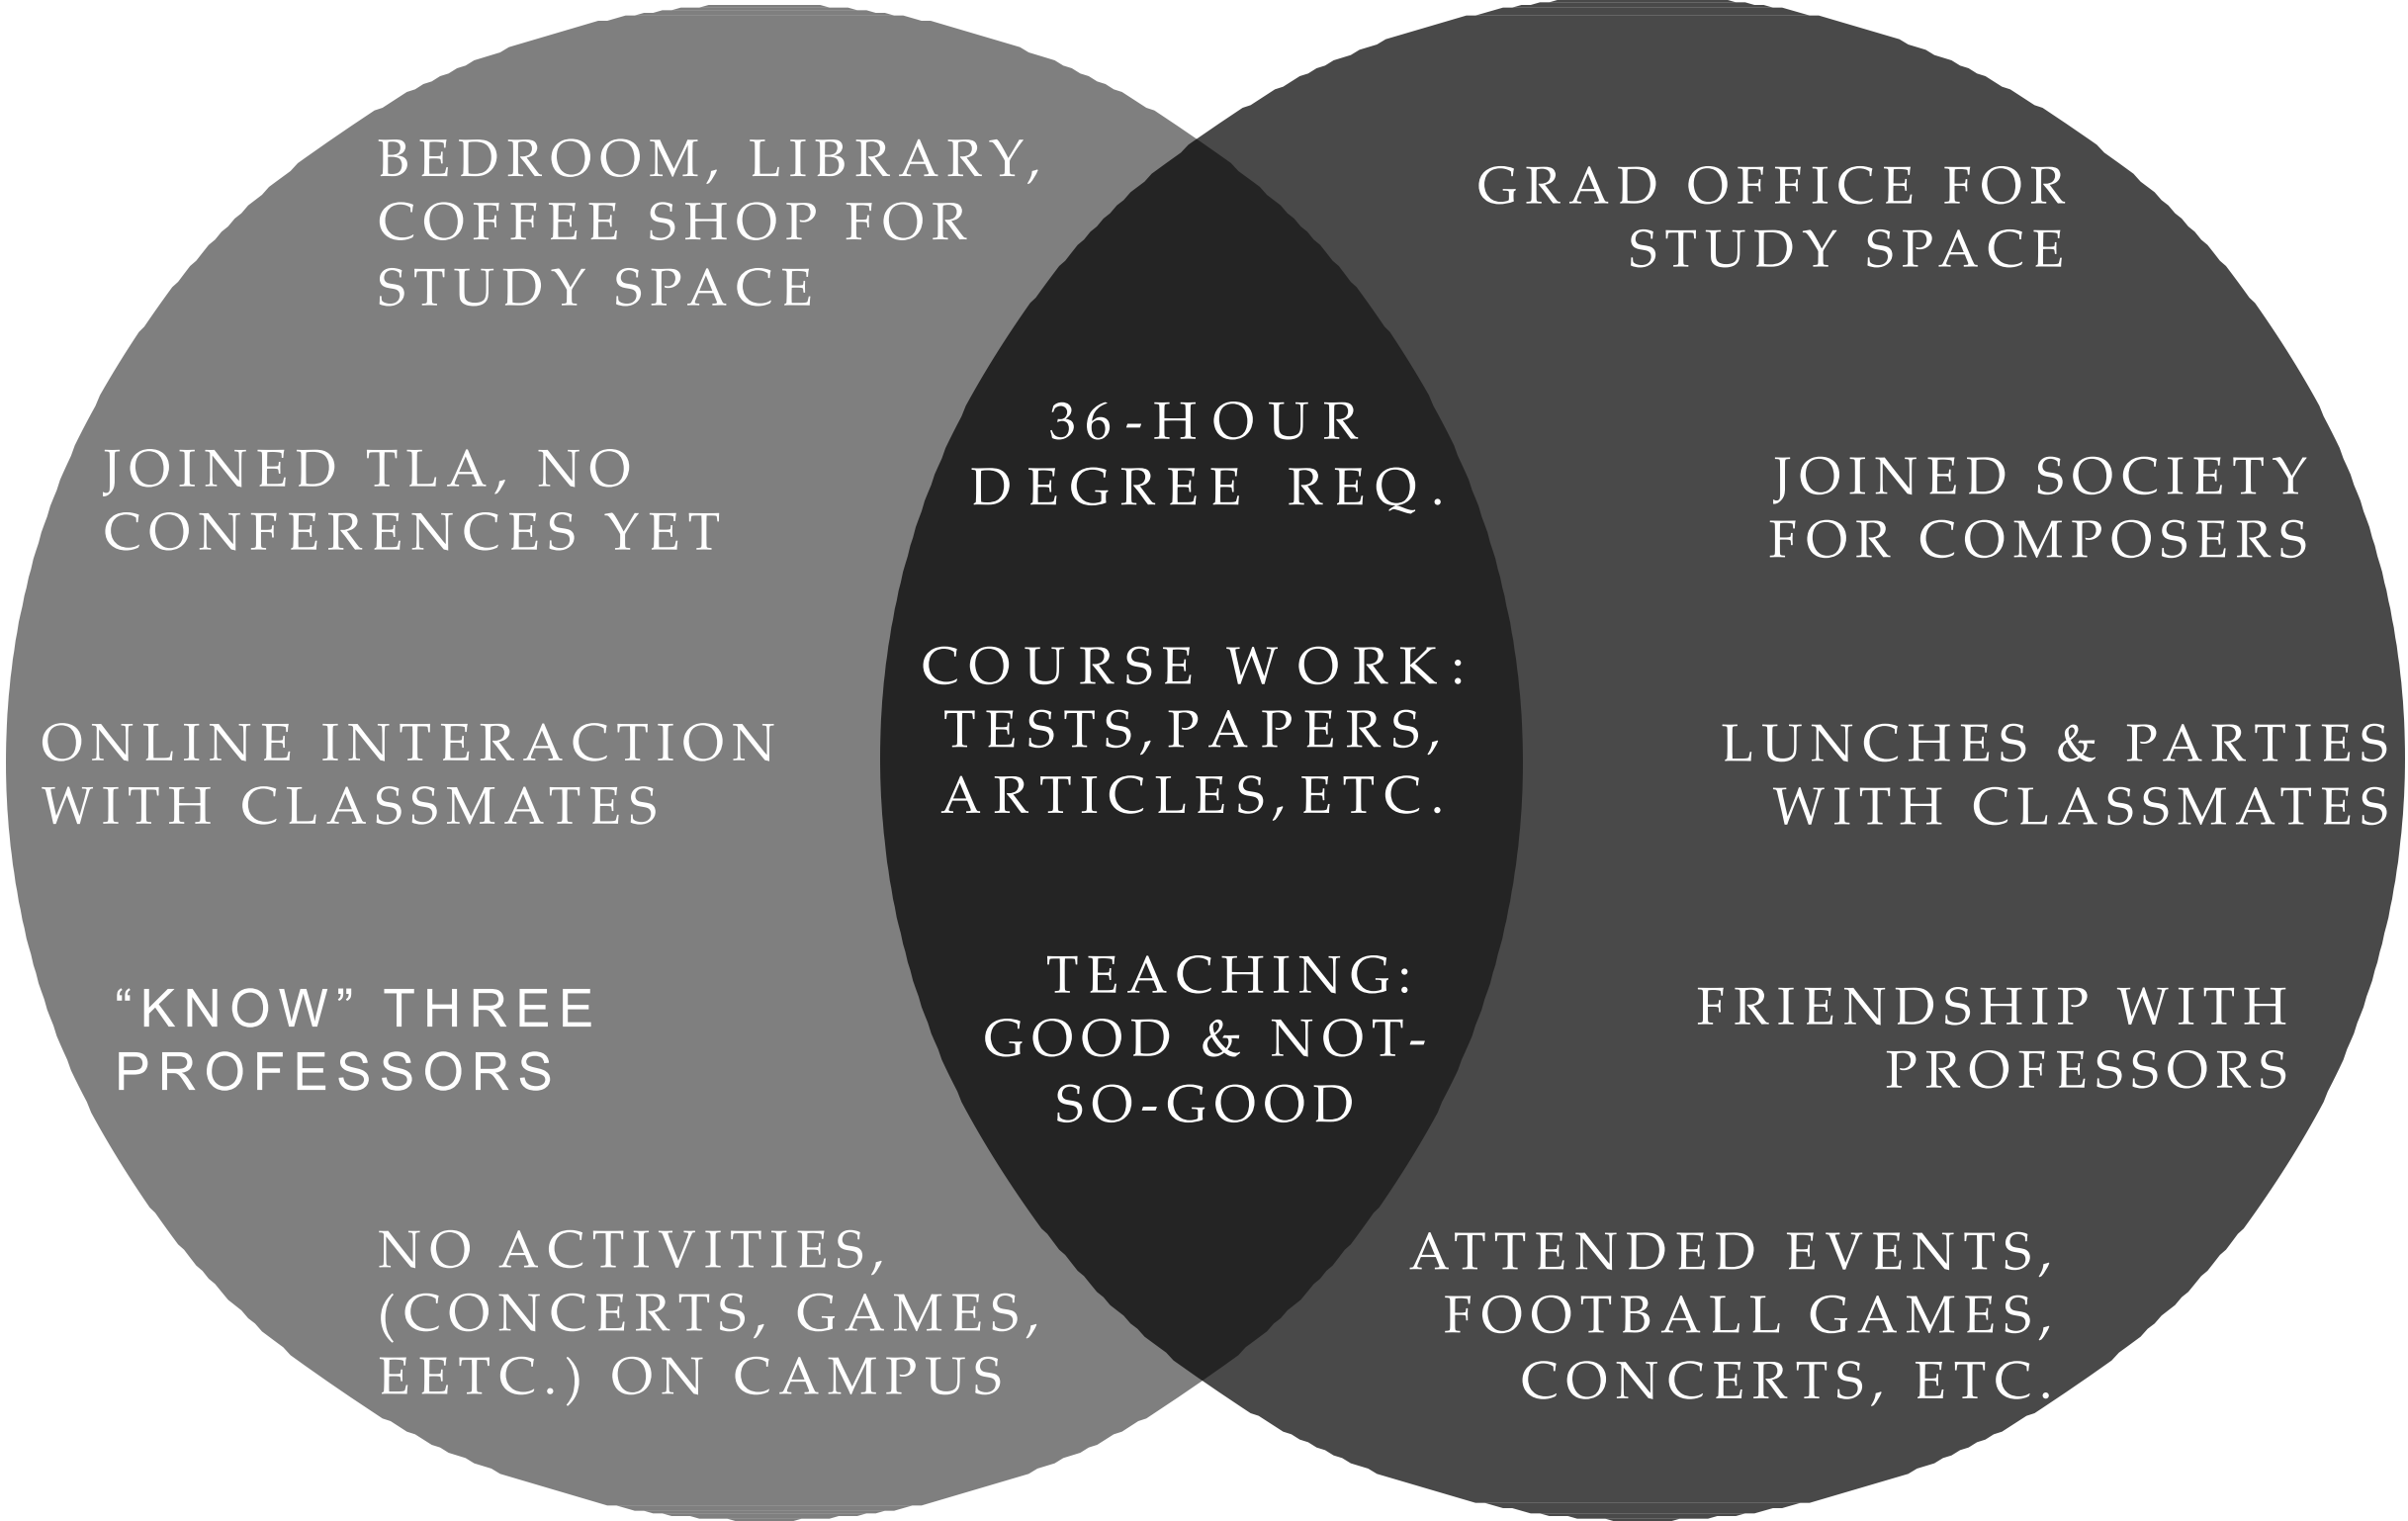 BEDROOM, LIBRARY,
COFFEE SHOP FOR
STUDY SPACE
JOINED TLA, NO
CONFERENCES YET
ONLINE INTERACTION
WITH CLASSMATES
“KNOW” THREE
PROFESSORS
NO ACTIVITIES,
(CONCERTS, GAMES,
ETC.) ON CAMPUS
36-HOUR
DEGREE REQ.
COURSE WORK:
TESTS,PAPERS,
ARTICLES,ETC.
TEACHING:
GOOD & NOT-
SO-GOOD
GRAD OFFICE FOR
STUDY SPACE
JOINED SOCIETY
FOR COMPOSERS
LUNCHES & PARTIES
WITH CLASSMATES
FRIENDSHIP WITH
PROFESSORS
ATTENDED EVENTS,
FOOTBALL GAMES,
CONCERTS, ETC.